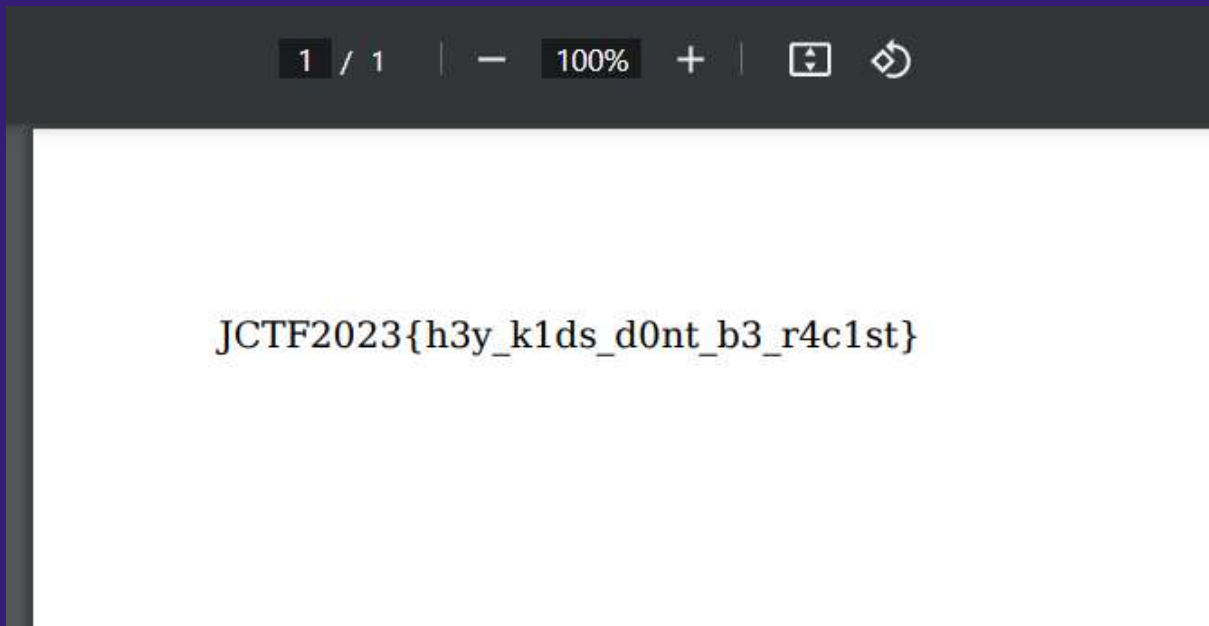 1 / 1 — 100% +
JCTF2023{h3y_k1ds_d0nt_b3_r4c1st}